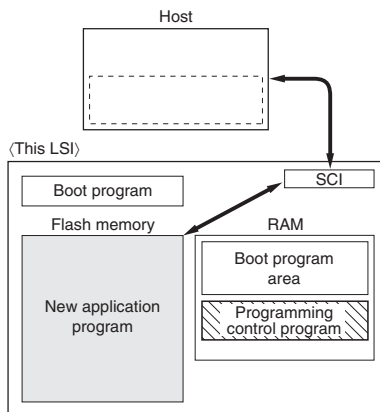 Host
〈This LSI〉
SCI
Boot program
Flash memory
RAM
Boot program
area
New application
program
Programming
control program